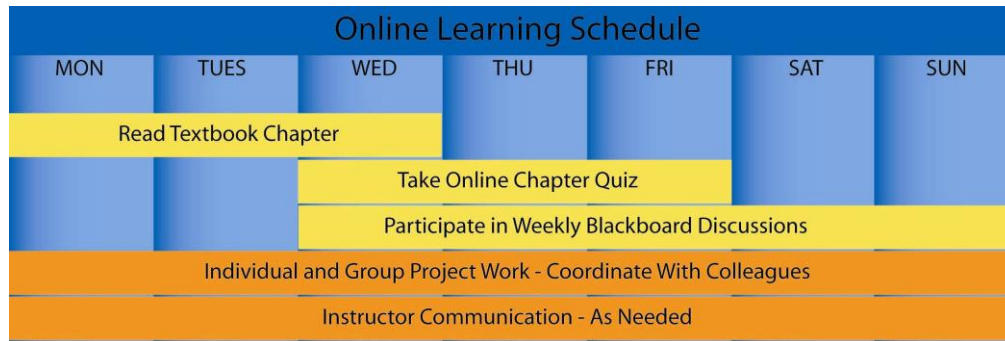 Online Learning Schedule
MON TUES WED THU FRI SAT SUN
Read Textbook Chapter
Take Online Chapter Quiz
Participate in Weekly Blackboard Discussions
Individual and Group Project Work - Coordinate With Colleagues
Instructor Communication - As Needed